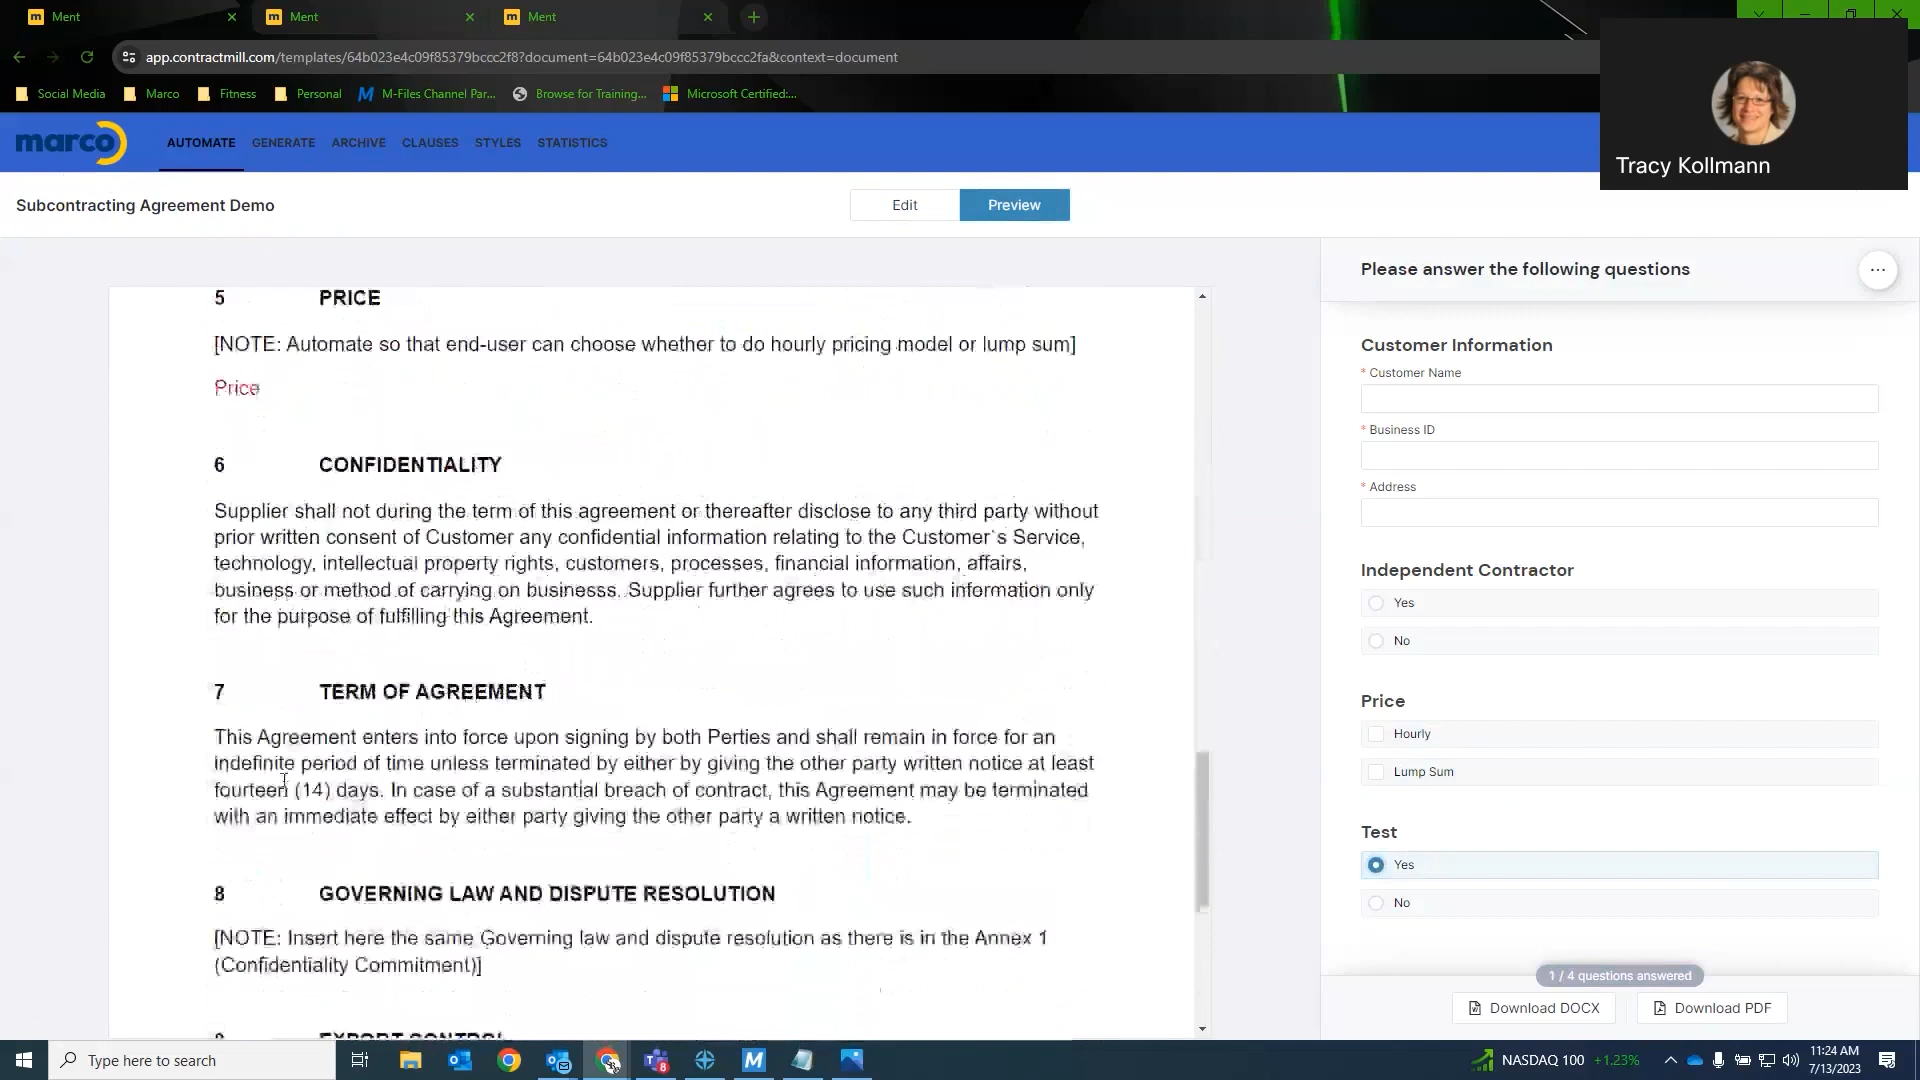 Ment
Ment
Ment
app.contractmill.com/templates/64b023e4c09f85379bccc2f8?document=64b023e4c09f85379bccc2fa&context=document
Social Media
Marco
Fitness
Personal
M-Files Channel Par...
Browse for Training...
Microsoft Certified:...
Tracy Kollmann
marco
AUTOMATE
GENERATE
ARCHIVE
CLAUSES
STYLES
STATISTICS
Subcontracting Agreement Demo
Edit
Preview
5 PRICE
[NOTE: Automate so that end-user can choose whether to do hourly pricing model or lump sum]
Price
6 CONFIDENTIALITY
Supplier shall not during the term of this agreement or thereafter disclose to any third party without
prior written consent of Customer any confidential information relating to the Customer`s Service,
technology, intellectual property rights, customers, processes, financial information, affairs,
business or method of carrying on businesss. Supplier further agrees to use such information only
for the purpose of fulfilling this Agreement.
7 TERM OF AGREEMENT
This Agreement enters into force upon signing by both Perties and shall remain in force for an
indefinite period of time unless terminated by either by giving the other party written notice at least
fourteen (14) days. In case of a substantial breach of contract, this Agreement may be terminated
with an immediate effect by either party giving the other party a written notice.
8 GOVERNING LAW AND DISPUTE RESOLUTION
[NOTE: Insert here the same Governing law and dispute resolution as there is in the Annex 1
(Confidentiality Commitment)]
9 EXPORT CONTROL
Please answer the following questions
Customer Information
* Customer Name
* Business ID
* Address
Independent Contractor
Yes
No
Price
Hourly
Lump Sum
Test
Yes
No
1 / 4 questions answered
Download DOCX
Download PDF
Type here to search
8
NASDAQ 100 +1.23%
11:24 AM
7/13/2023